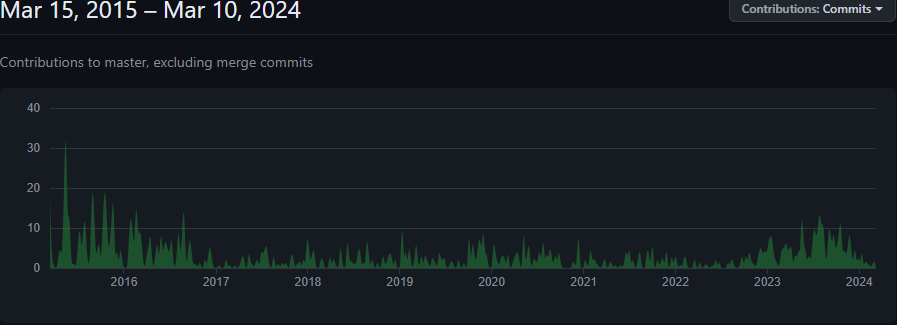 Mar 15, 2015 – Mar 10, 2024
Contributions: Commits
Contributions to master, excluding merge commits
40
30
20
10
0
2016 2017 2018 2019 2020 2021 2022 2023 2024